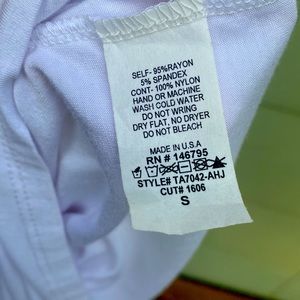 SELF- 95%RAYON
5% SPANDEX
CONT- 100% NYLON
HAND OR MACHINE
WASH COLD WATER
DO NOT WRING
DRY FLAT, NO DRYER
DO NOT BLEACH
MADE IN U.S.A
RN # 146795
STYLE# TA7042-AHJ
CUT# 1606
S